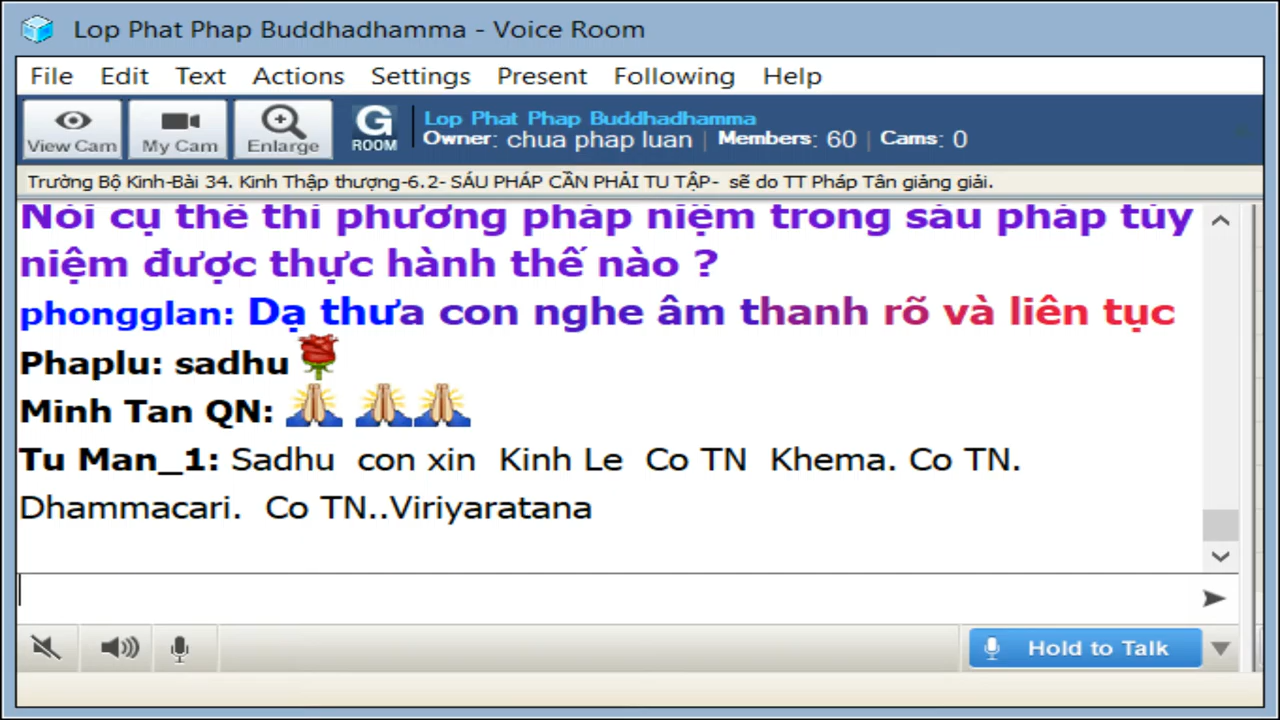 Lop Phat Phap Buddhadhamma - Voice Room
File Edit Text Actions Settings Present Following Help
View Cam My Cam Enlarge G ROOM
Lop Phat Phap Buddhadhamma
Owner: chua phap luan | Members: 60 | Cams: 0
Trường Bộ Kinh-Bài 34. Kinh Thập thượng-6.2- SÁU PHÁP CẦN PHẢI TU TẬP- sẽ do TT Pháp Tân giảng giải.
Nói cụ thể thì phương pháp niệm trong sáu pháp tùy
niệm được thực hành thế nào ?
phongglan: Dạ thưa con nghe âm thanh rõ và liên tục
Phaplu: sadhu
Minh Tan QN:
Tu Man_1: Sadhu con xin Kinh Le Co TN Khema. Co TN.
Dhammacari. Co TN..Viriyaratana
Hold to Talk